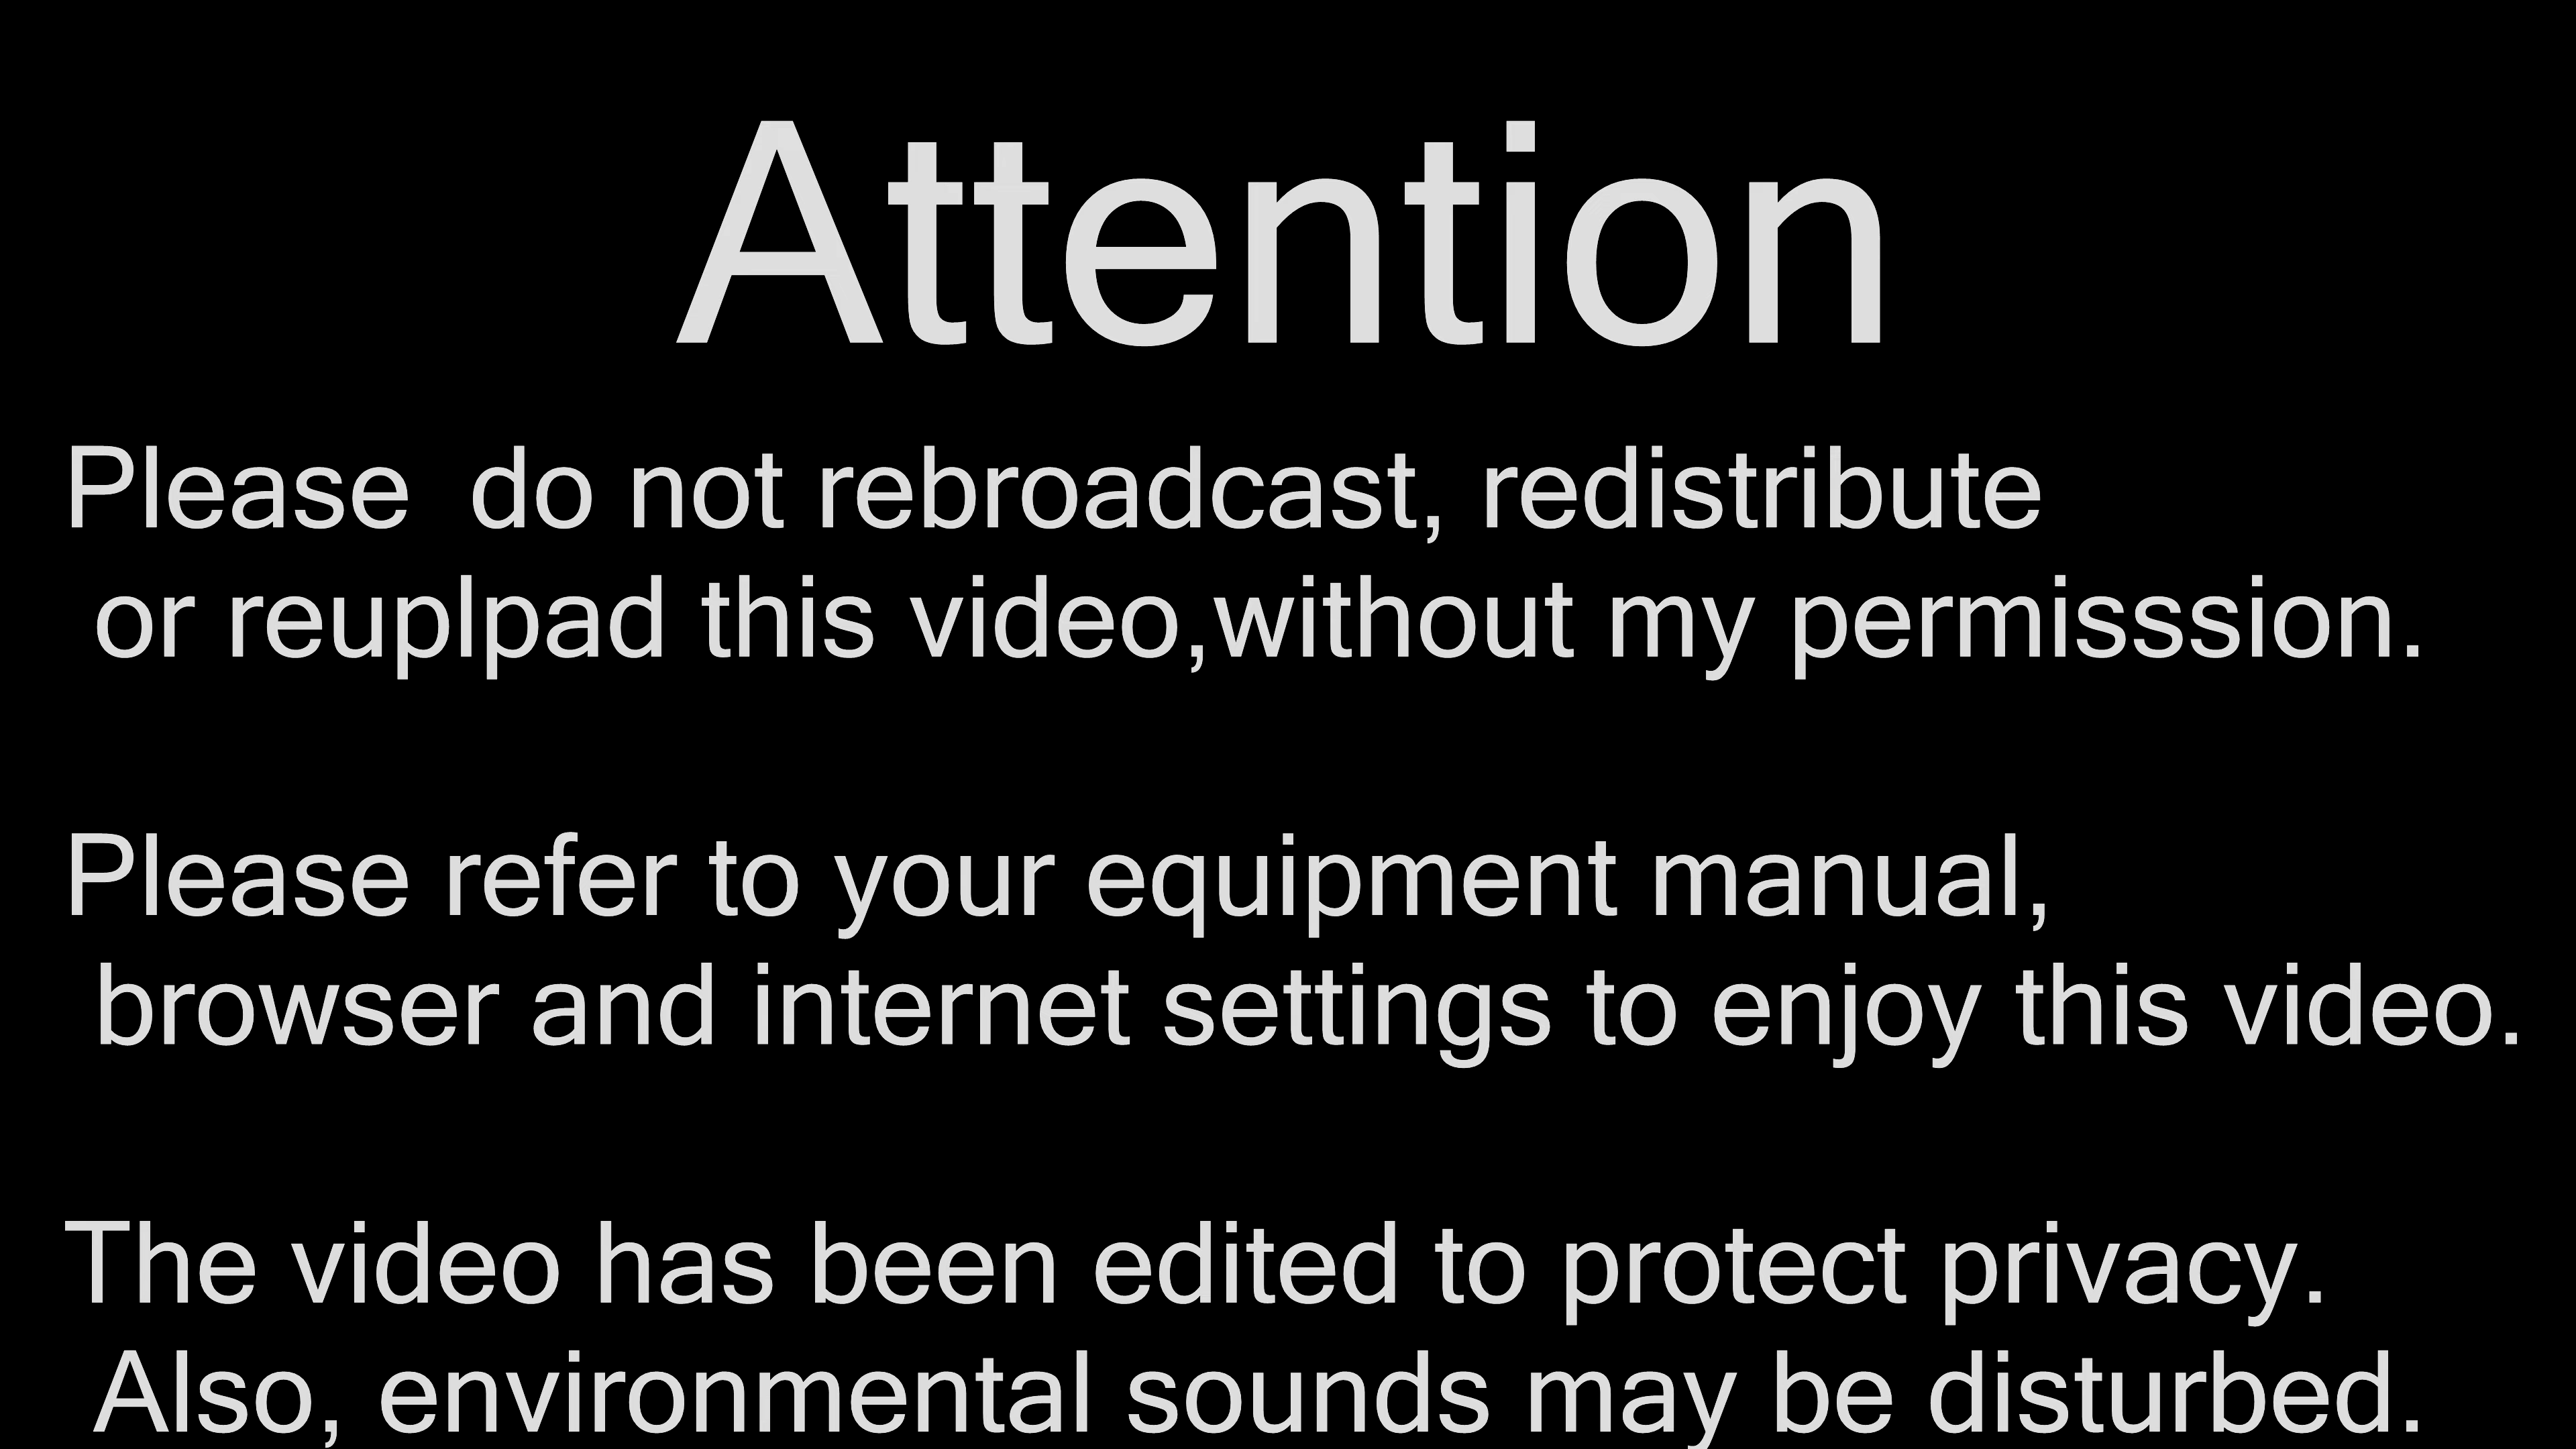 Attention
Please  do not rebroadcast, redistribute
or reuplpad this video,without my permisssion.
Please refer to your equipment manual,
browser and internet settings to enjoy this video.
The video has been edited to protect privacy.
Also, environmental sounds may be disturbed.